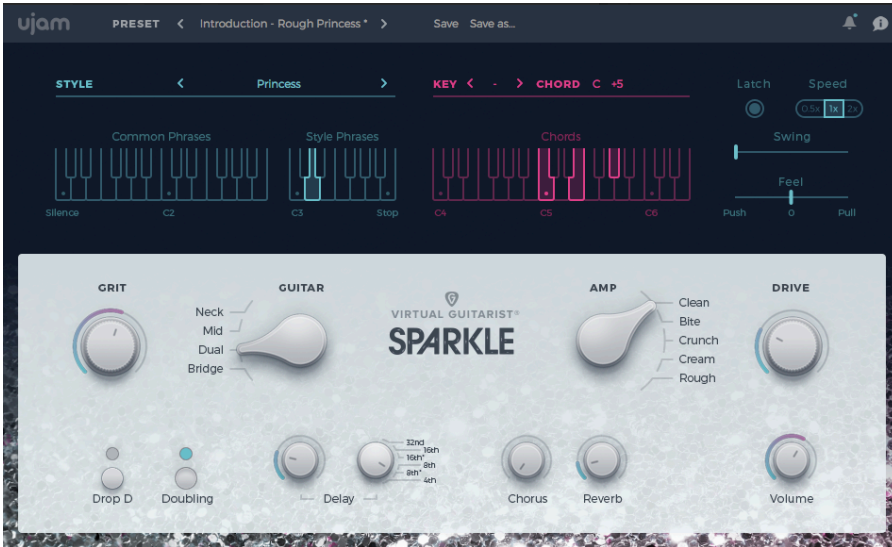 ujam PRESET < Introduction - Rough Princess * > Save Save as...
STYLE < Princess > KEY < - > CHORD C +5 Latch Speed
0.5x 1x 2x
Common Phrases Style Phrases Chords Swing
Feel
Silence C2 C3 Stop C4 C5 C6 Push 0 Pull
GRIT GUITAR AMP DRIVE
VIRTUAL GUITARIST®
SPARKLE
Neck
Mid
Dual
Bridge
Clean
Bite
Crunch
Cream
Rough
32nd
16th
16th*
8th
8th*
4th
Drop D Doubling Delay Chorus Reverb Volume